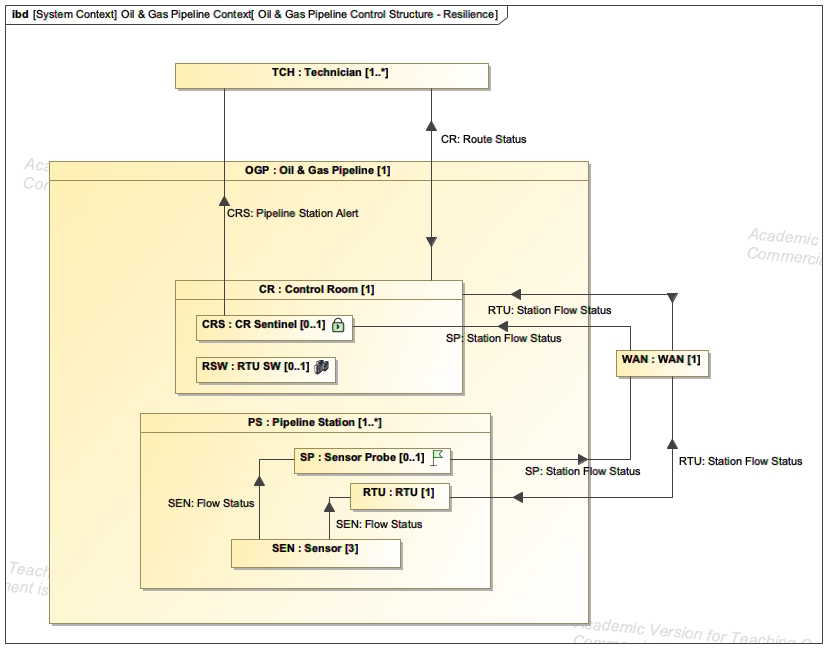 ibd [System Context] Oil & Gas Pipeline Context[ Oil & Gas Pipeline Control Structure - Resilience]
TCH : Technician [1..*]
CR: Route Status
Aca
Con
OGP : Oil & Gas Pipeline [1]
CRS: Pipeline Station Alert
Academic
Commercia
CR : Control Room [1]
RTU: Station Flow Status
CRS : CR Sentinel [0..1]
SP: Station Flow Status
WAN : WAN [1]
RSW : RTU SW [0..1]
PS : Pipeline Station [1..*]
SP : Sensor Probe [0..1]
RTU: Station Flow Status
SP: Station Flow Status
RTU : RTU [1]
SEN: Flow Status
SEN: Flow Status
SEN : Sensor [3]
Teach
nent is
Academic Version for Teaching O